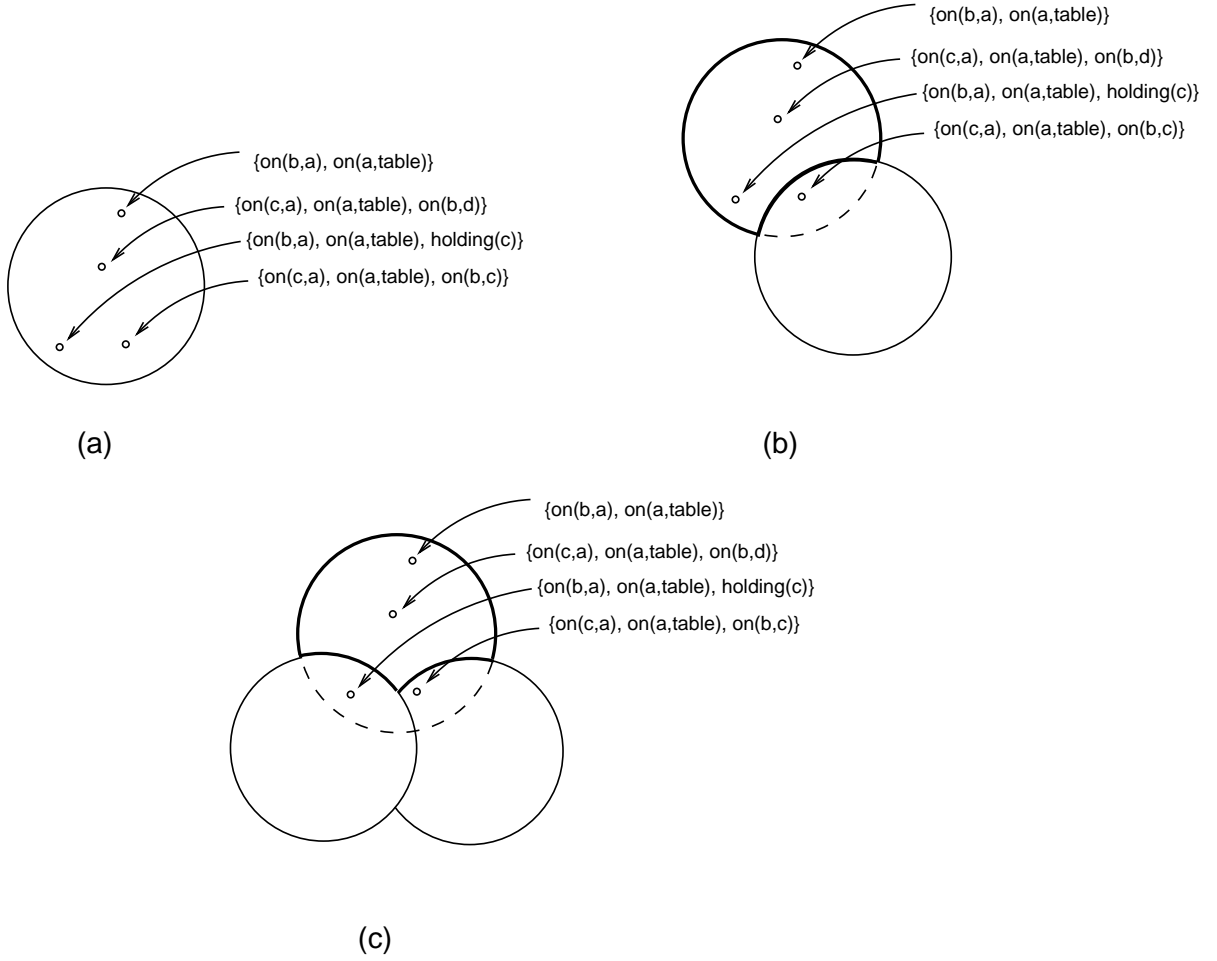 {on(b,a), on(a,table)}
{on(c,a), on(a,table), on(b,d)}
{on(b,a), on(a,table), holding(c)}
{on(c,a), on(a,table), on(b,c)}
(a)
{on(b,a), on(a,table)}
{on(c,a), on(a,table), on(b,d)}
{on(b,a), on(a,table), holding(c)}
{on(c,a), on(a,table), on(b,c)}
(b)
{on(b,a), on(a,table)}
{on(c,a), on(a,table), on(b,d)}
{on(b,a), on(a,table), holding(c)}
{on(c,a), on(a,table), on(b,c)}
(c)